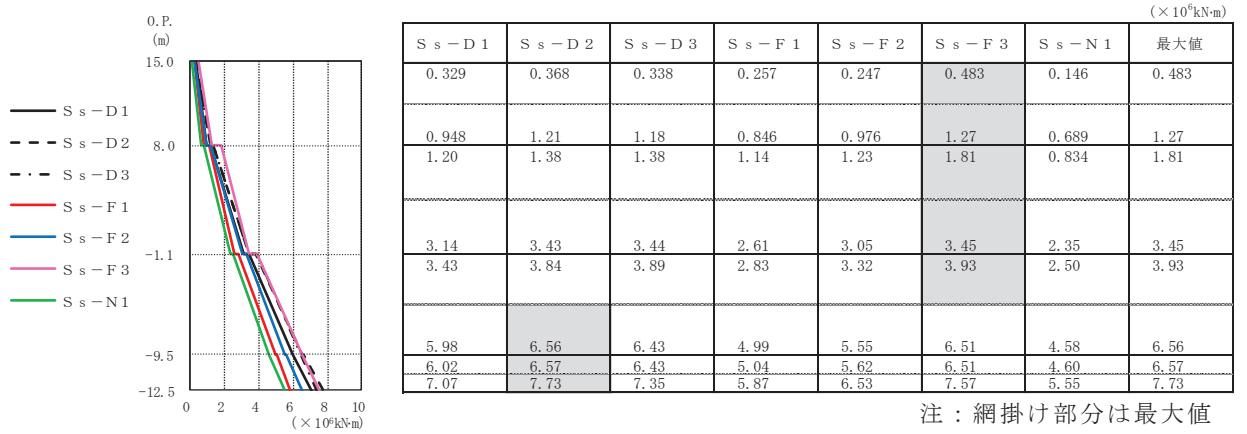 (×10⁶kN·m)
O.P.
(m)
15.0
8.0
-1.1
-9.5
-12.5
0 2 4 6 8 10
(×10⁶kN·m)
Ss-D1
Ss-D2
Ss-D3
Ss-F1
Ss-F2
Ss-F3
Ss-N1
Ss-D1 Ss-D2 Ss-D3 Ss-F1 Ss-F2 Ss-F3 Ss-N1 最大値
0.329 0.368 0.338 0.257 0.247 0.483 0.146 0.483
0.948 1.21 1.18 0.846 0.976 1.27 0.689 1.27
1.20 1.38 1.38 1.14 1.23 1.81 0.834 1.81
3.14 3.43 3.44 2.61 3.05 3.45 2.35 3.45
3.43 3.84 3.89 2.83 3.32 3.93 2.50 3.93
5.98 6.56 6.43 4.99 5.55 6.51 4.58 6.56
6.02 6.57 6.43 5.04 5.62 6.51 4.60 6.57
7.07 7.73 7.35 5.87 6.53 7.57 5.55 7.73
注：網掛け部分は最大値